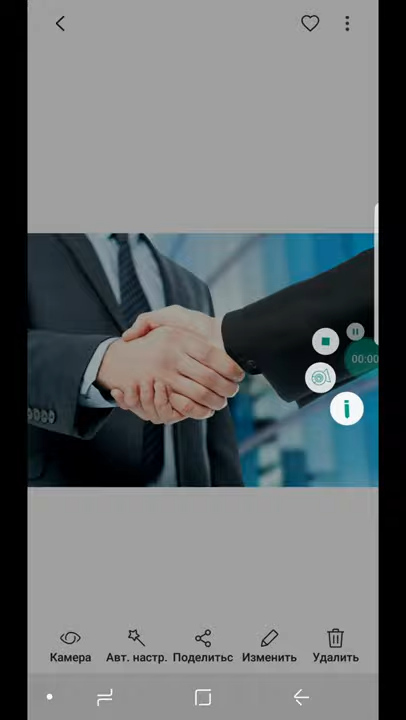 00:00
Камера
Авт. настр.
Поделитьс
Изменить
Удалить